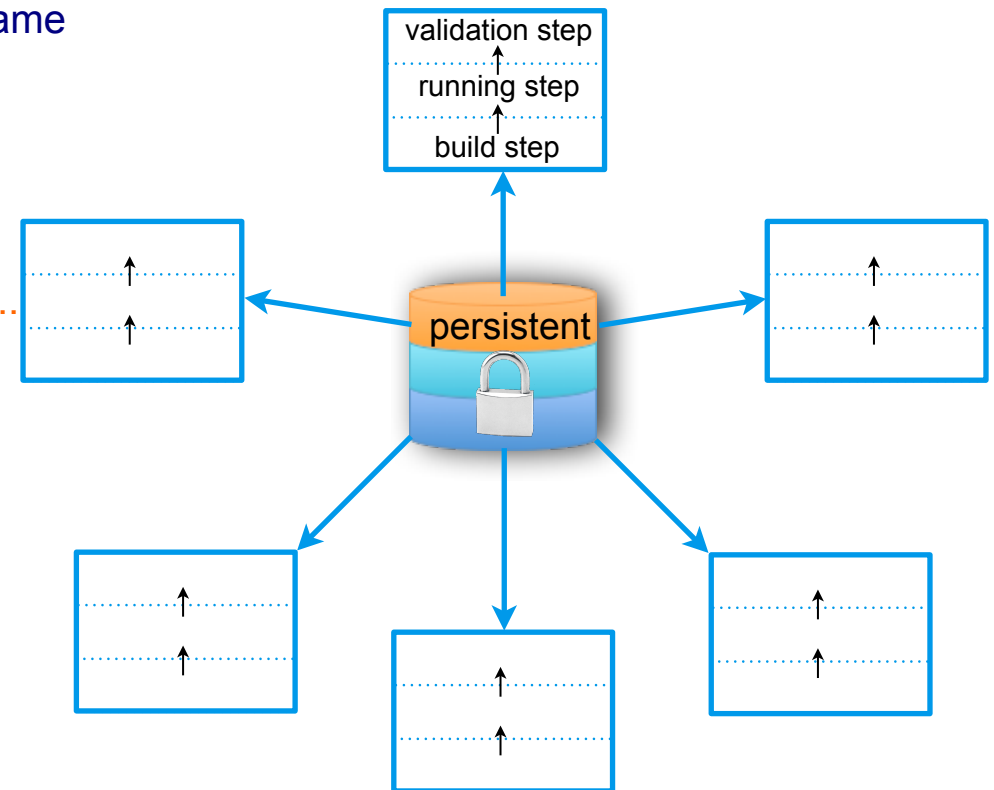 ame
validation step
running step
build step
...
persistent